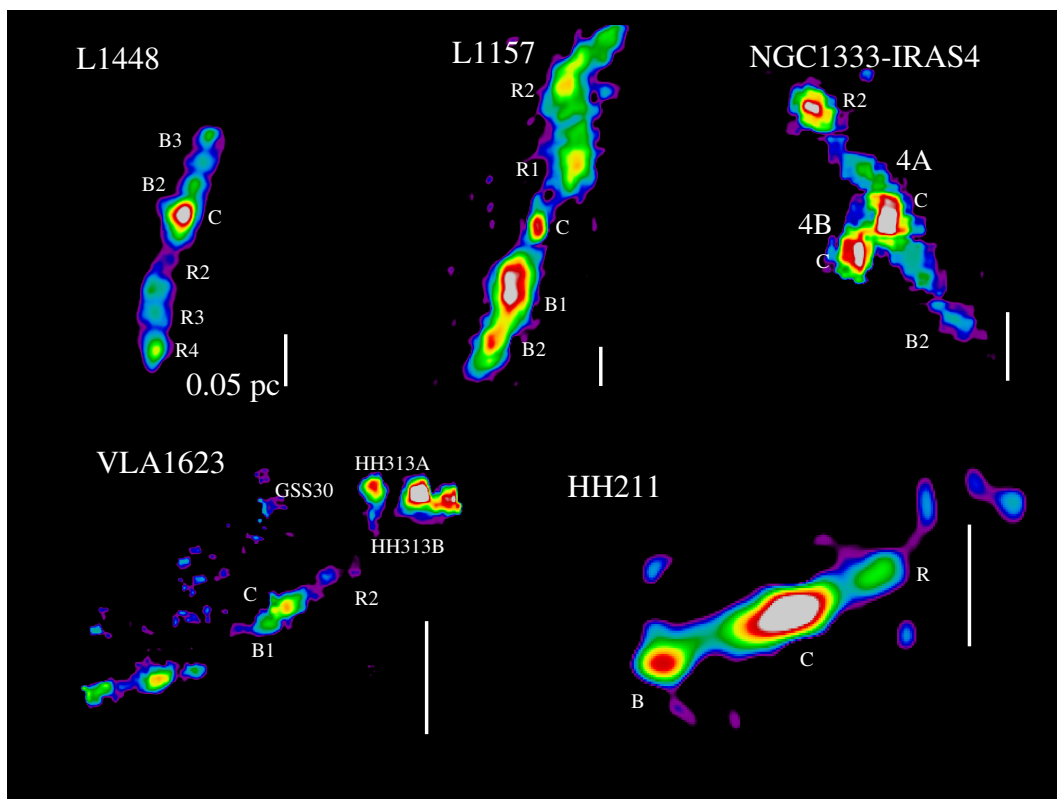 L1448
B3
B2
C
R2
R3
R4
0.05 pc
L1157
R2
R1
C
B1
B2
NGC1333-IRAS4
R2
4A
C
4B
C
B2
VLA1623
HH313A
GSS30
HH313B
C
R2
B1
HH211
R
C
B